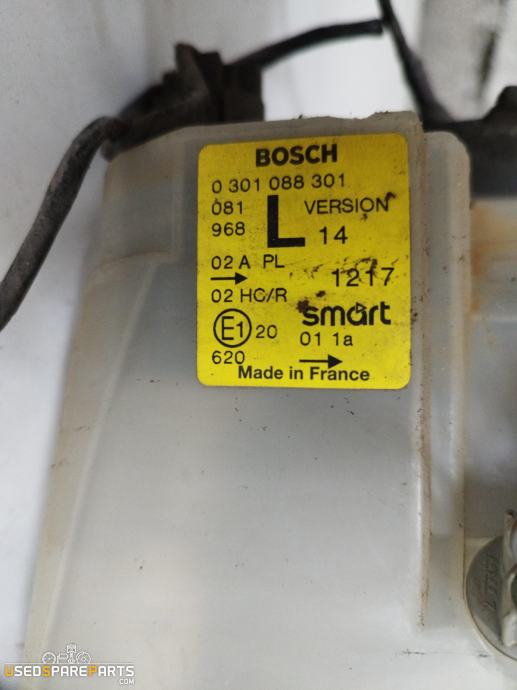 BOSCH
0 301 088 301
081
968
L
VERSION
14
02 A PL
1217
02 HC/R
smart
E1 20
01 1a
620
Made in France
USEDSPAREPARTS
.COM